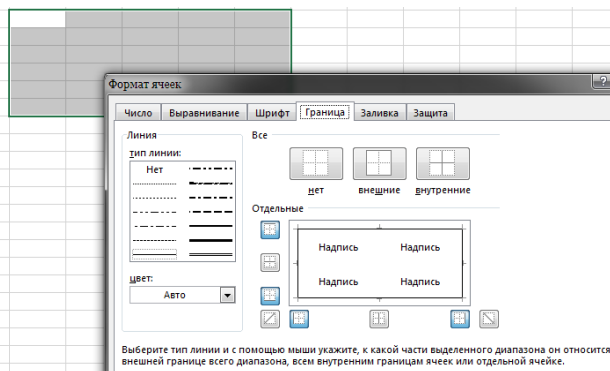 Формат ячеек
?
Число Выравнивание Шрифт Граница Заливка Защита
Линия
тип линии:
Нет
цвет:
Авто
Все
нет внешние внутренние
Отдельные
Надпись Надпись
Надпись Надпись
Выберите тип линии и с помощью мыши укажите, к какой части выделенного диапазона он относится
внешней границе всего диапазона, всем внутренним границам ячеек или отдельной ячейке.